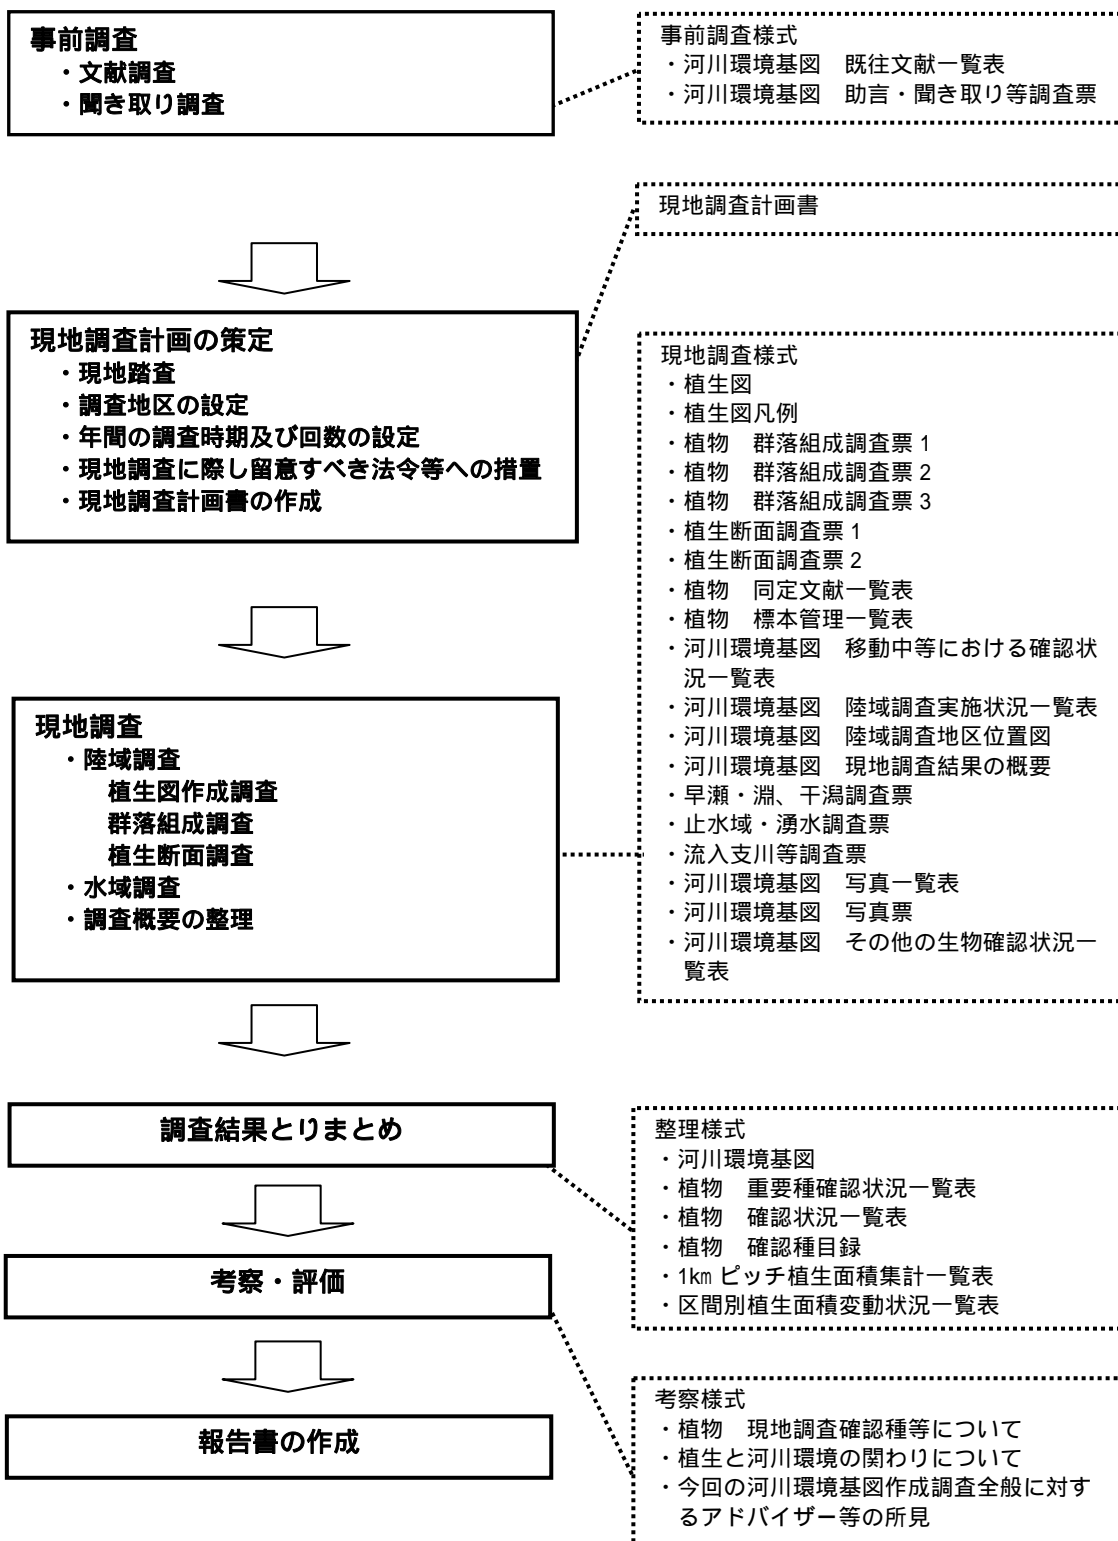 事前調査
・文献調査
・聞き取り調査
事前調査様式
・河川環境基図　既往文献一覧表
・河川環境基図　助言・聞き取り等調査票
現地調査計画書
現地調査計画の策定
・現地踏査
・調査地区の設定
・年間の調査時期及び回数の設定
・現地調査に際し留意すべき法令等への措置
・現地調査計画書の作成
現地調査様式
・植生図
・植生図凡例
・植物　群落組成調査票 1
・植物　群落組成調査票 2
・植物　群落組成調査票 3
・植生断面調査票 1
・植生断面調査票 2
・植物　同定文献一覧表
・植物　標本管理一覧表
・河川環境基図　移動中等における確認状
況一覧表
・河川環境基図　陸域調査実施状況一覧表
・河川環境基図　陸域調査地区位置図
・河川環境基図　現地調査結果の概要
・早瀬・淵、干潟調査票
・止水域・湧水調査票
・流入支川等調査票
・河川環境基図　写真一覧表
・河川環境基図　写真票
・河川環境基図　その他の生物確認状況一
覧表
現地調査
・陸域調査
植生図作成調査
群落組成調査
植生断面調査
・水域調査
・調査概要の整理
調査結果とりまとめ
整理様式
・河川環境基図
・植物　重要種確認状況一覧表
・植物　確認状況一覧表
・植物　確認種目録
・1km ピッチ植生面積集計一覧表
・区間別植生面積変動状況一覧表
考察・評価
報告書の作成
考察様式
・植物　現地調査確認種等について
・植生と河川環境の関わりについて
・今回の河川環境基図作成調査全般に対す
るアドバイザー等の所見